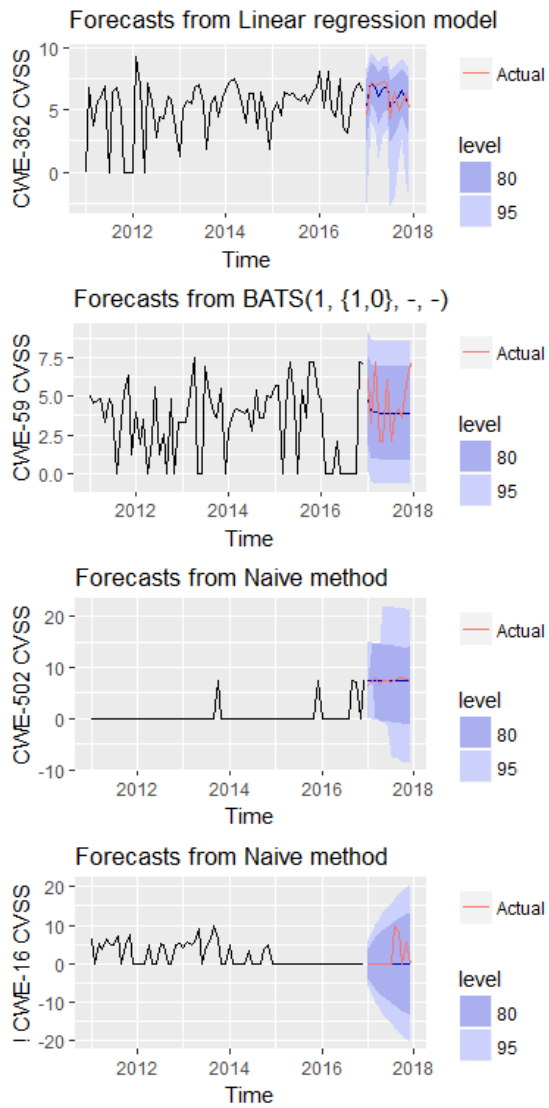 Forecasts from Linear regression model
CWE-362 CVSS
10
5
0
2012 2014 2016 2018
Time
Actual
level
80
95
Forecasts from BATS(1, {1,0}, -, -)
CWE-59 CVSS
7.5
5.0
2.5
0.0
2012 2014 2016 2018
Time
Actual
level
80
95
Forecasts from Naive method
CWE-502 CVSS
20
10
0
-10
2012 2014 2016 2018
Time
Actual
level
80
95
Forecasts from Naive method
! CWE-16 CVSS
20
10
0
-10
-20
2012 2014 2016 2018
Time
Actual
level
80
95